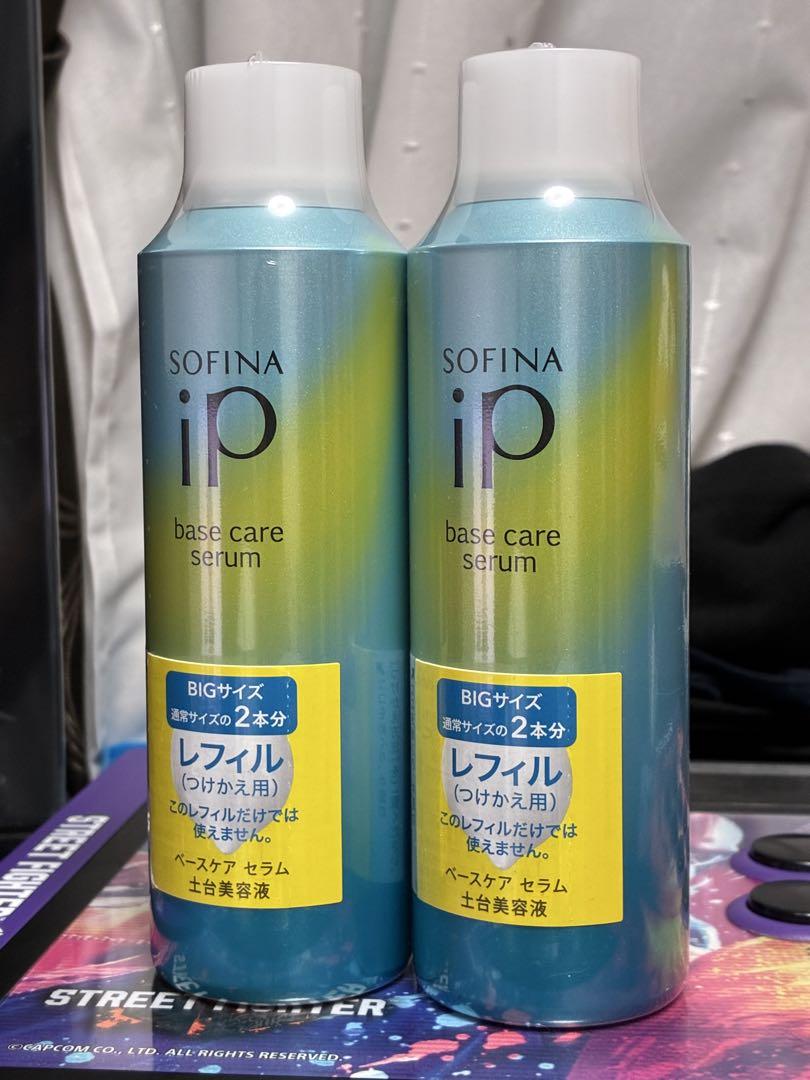 SOFINA
iP
base care
serum
BIGサイズ
通常サイズの2本分
レフィル
(つけかえ用)
このレフィルだけでは
使えません。
ベースケア セラム
土台美容液
SOFINA
iP
base care
serum
BIGサイズ
通常サイズの2本分
レフィル
(つけかえ用)
このレフィルだけでは
使えません。
ベースケア セラム
土台美容液
STREET FIGHTER
STREET FIGHTER
©CAPCOM CO., LTD. ALL RIGHTS RESERVED.